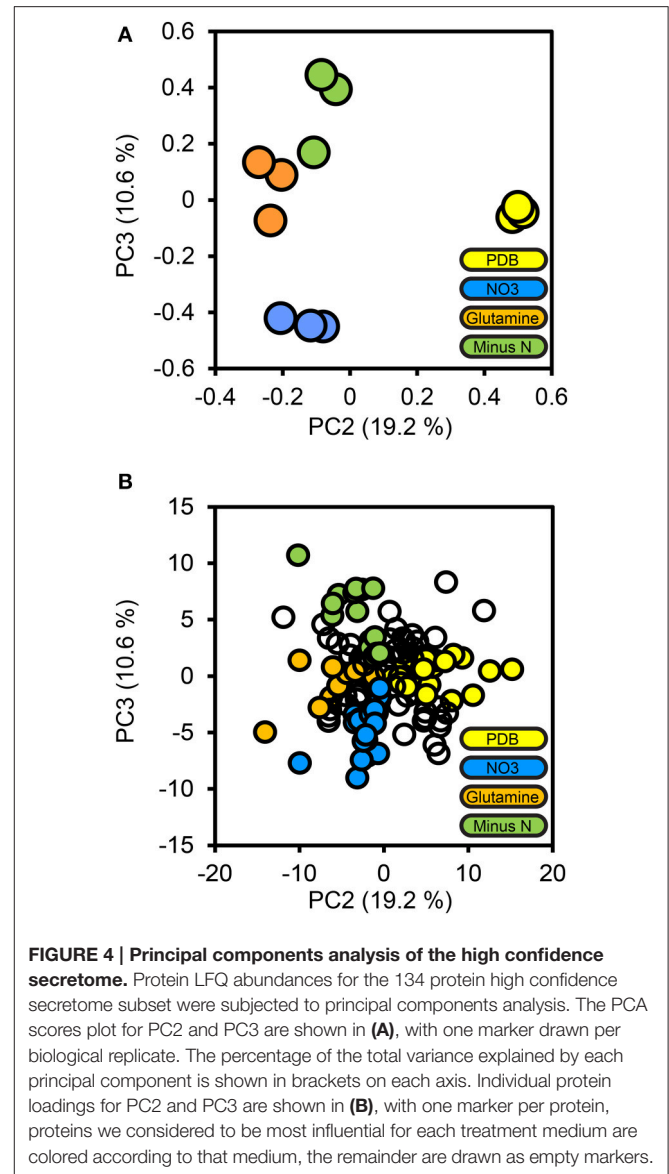 A
0.6
0.4
0.2
0
-0.2
-0.4
-0.6
PC3 (10.6 %)
PDB
NO3
Glutamine
Minus N
-0.4
-0.2
0
0.2
0.4
0.6
PC2 (19.2 %)
B
15
10
5
0
-5
-10
-15
PC3 (10.6 %)
PDB
NO3
Glutamine
Minus N
-20
-10
0
10
20
PC2 (19.2 %)
FIGURE 4 | Principal components analysis of the high confidence
secretome. Protein LFQ abundances for the 134 protein high confidence
secretome subset were subjected to principal components analysis. The PCA
scores plot for PC2 and PC3 are shown in (A), with one marker drawn per
biological replicate. The percentage of the total variance explained by each
principal component is shown in brackets on each axis. Individual protein
loadings for PC2 and PC3 are shown in (B), with one marker per protein,
proteins we considered to be most influential for each treatment medium are
colored according to that medium, the remainder are drawn as empty markers.